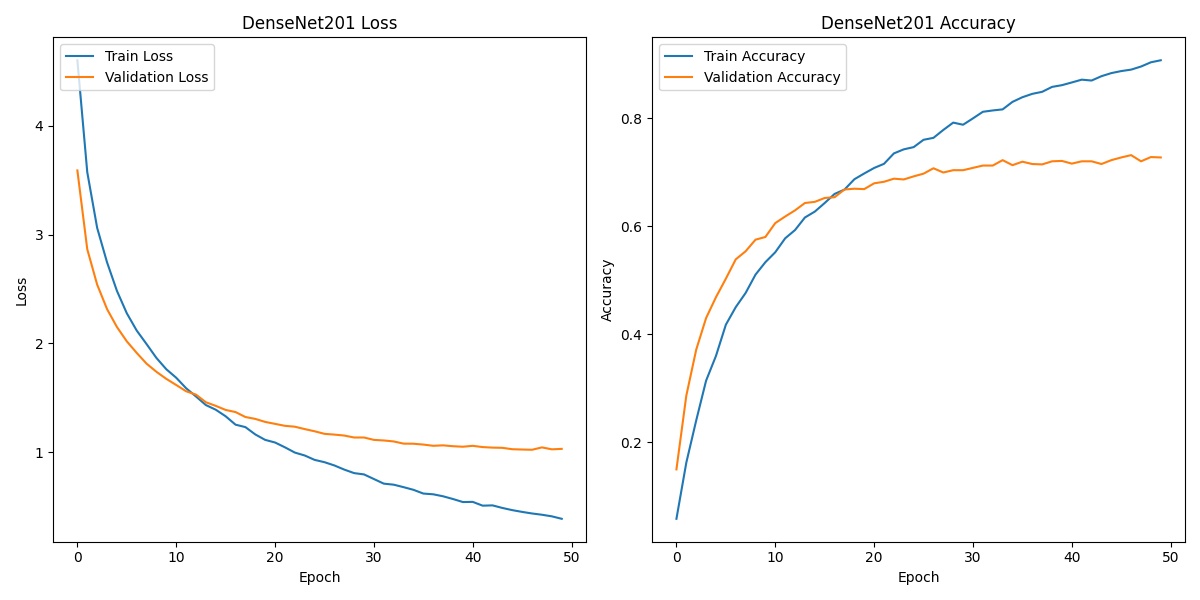 DenseNet201 Loss
Train Loss
Validation Loss
4
3
2
1
Loss
0 10 20 30 40 50
Epoch
DenseNet201 Accuracy
Train Accuracy
Validation Accuracy
0.8
0.6
0.4
0.2
Accuracy
0 10 20 30 40 50
Epoch